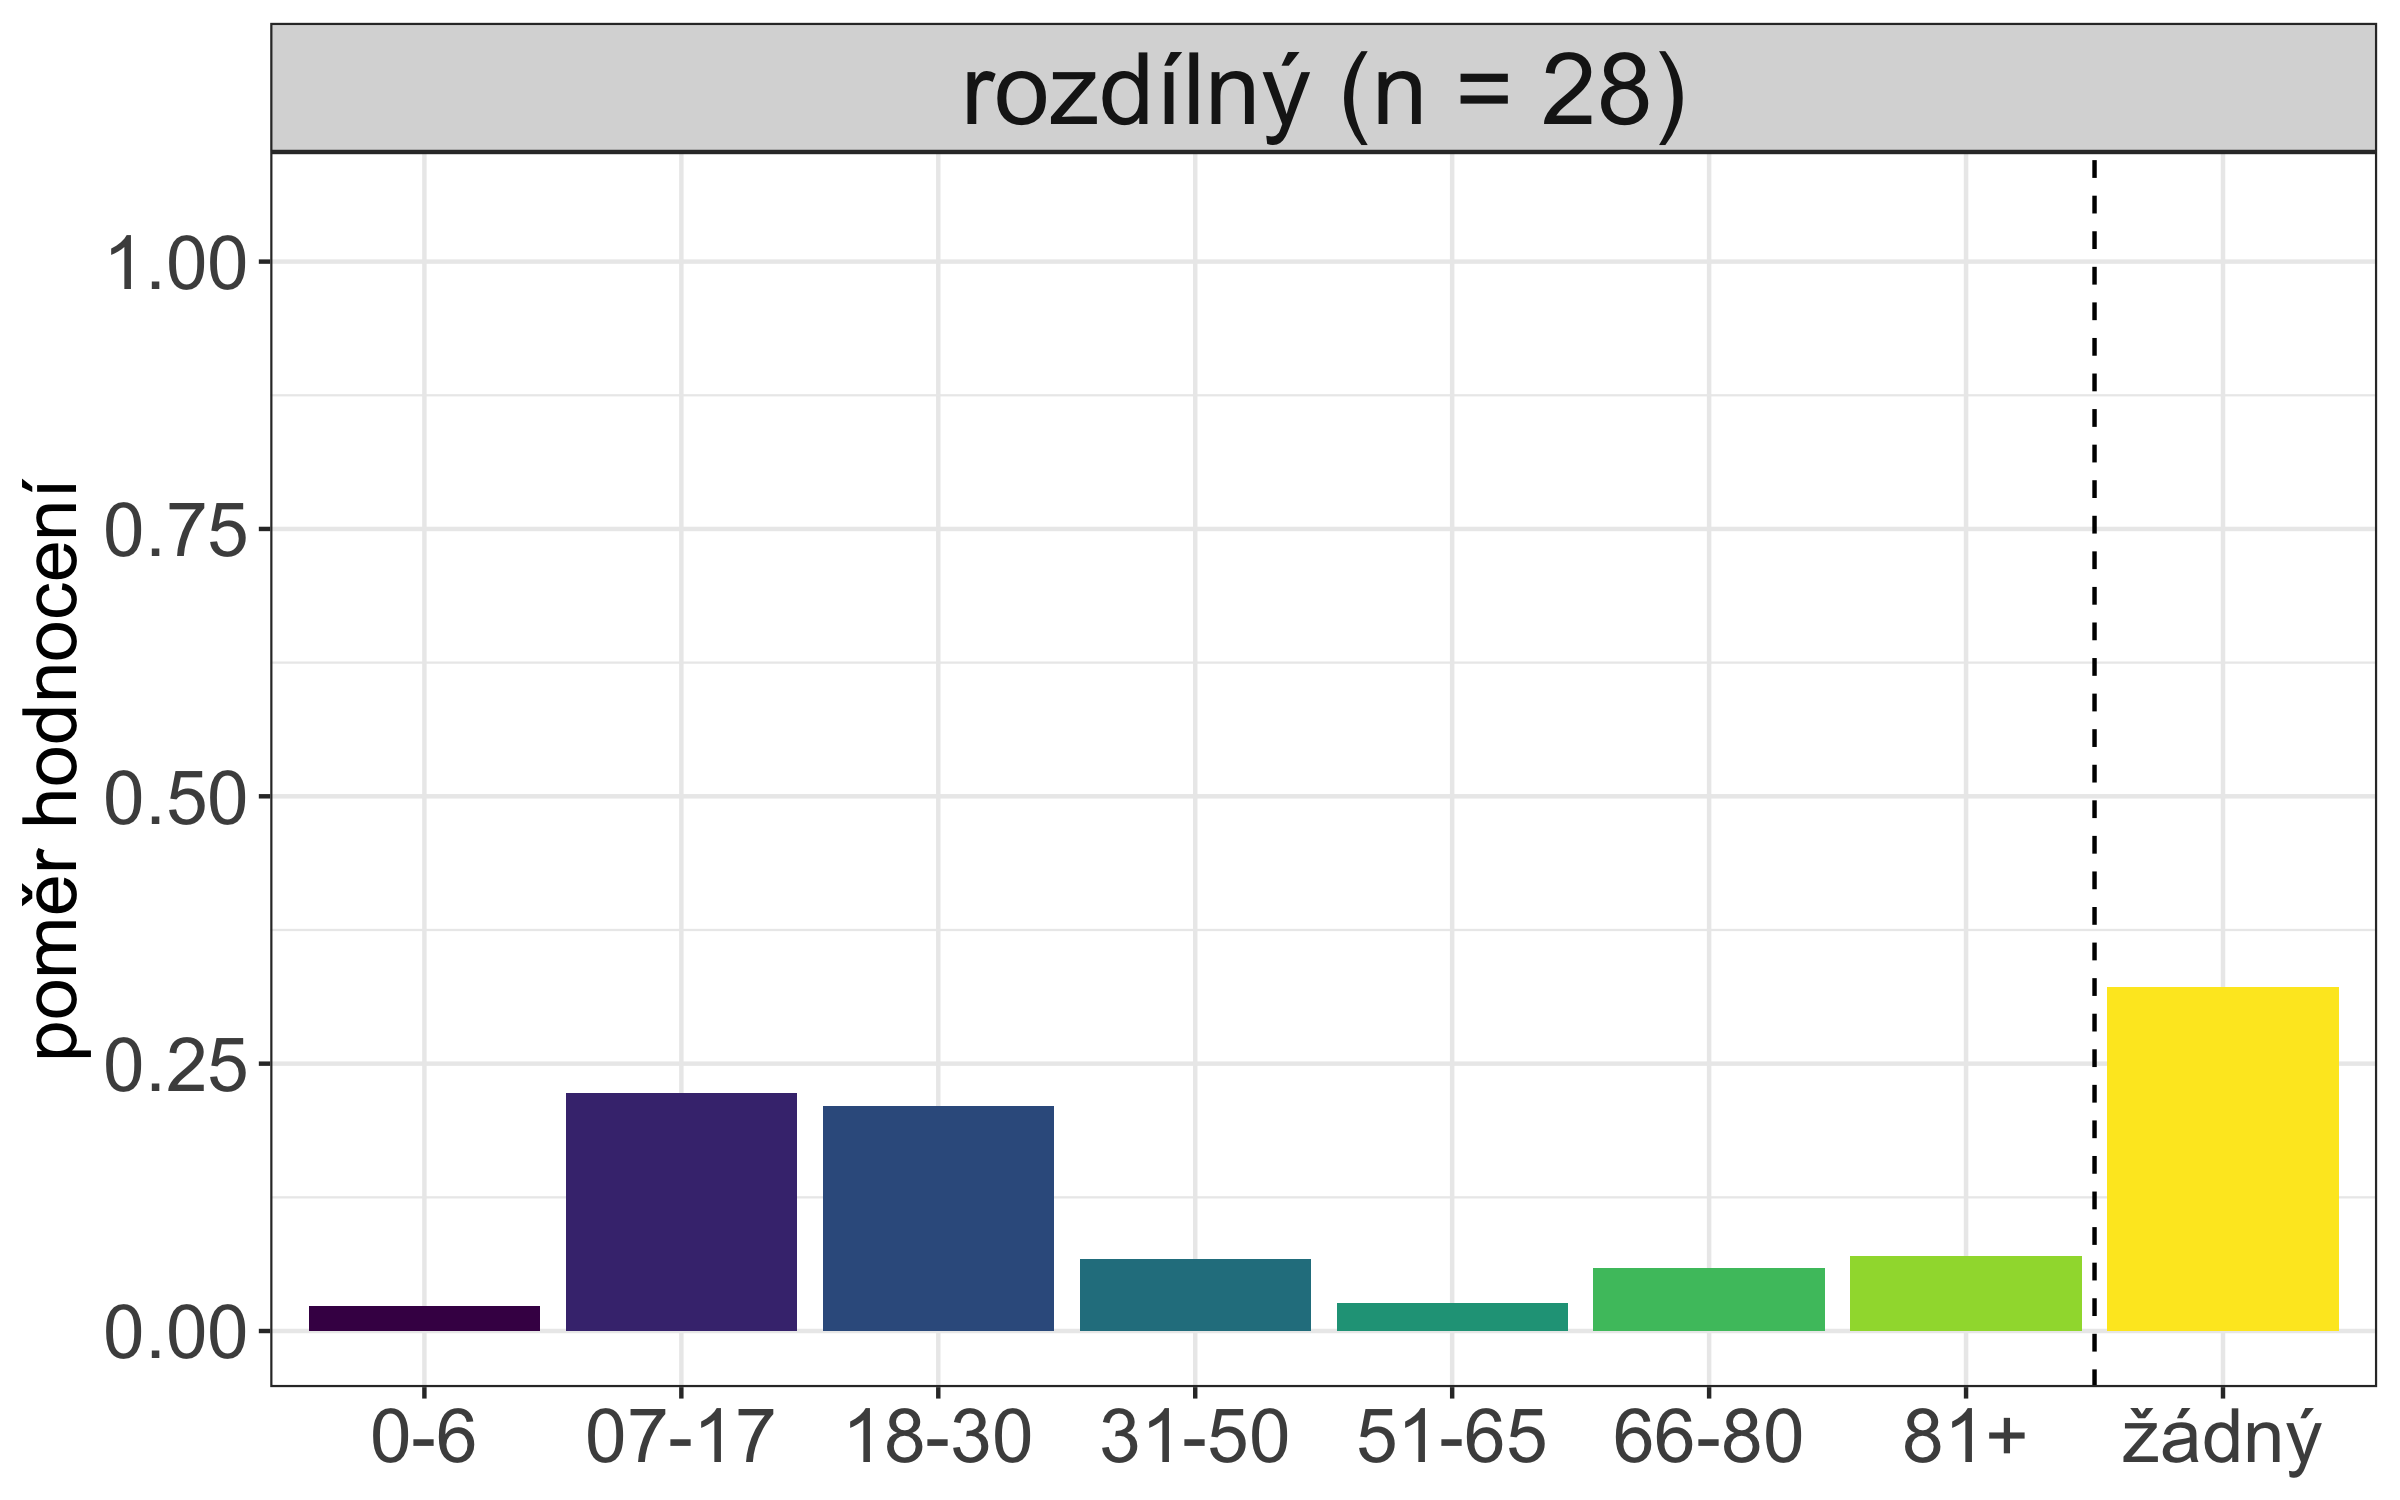 rozdílný (n = 28)
poměr hodnocení
1.00
0.75
0.50
0.25
0.00
0-6 07-17 18-30 31-50 51-65 66-80 81+ žádný